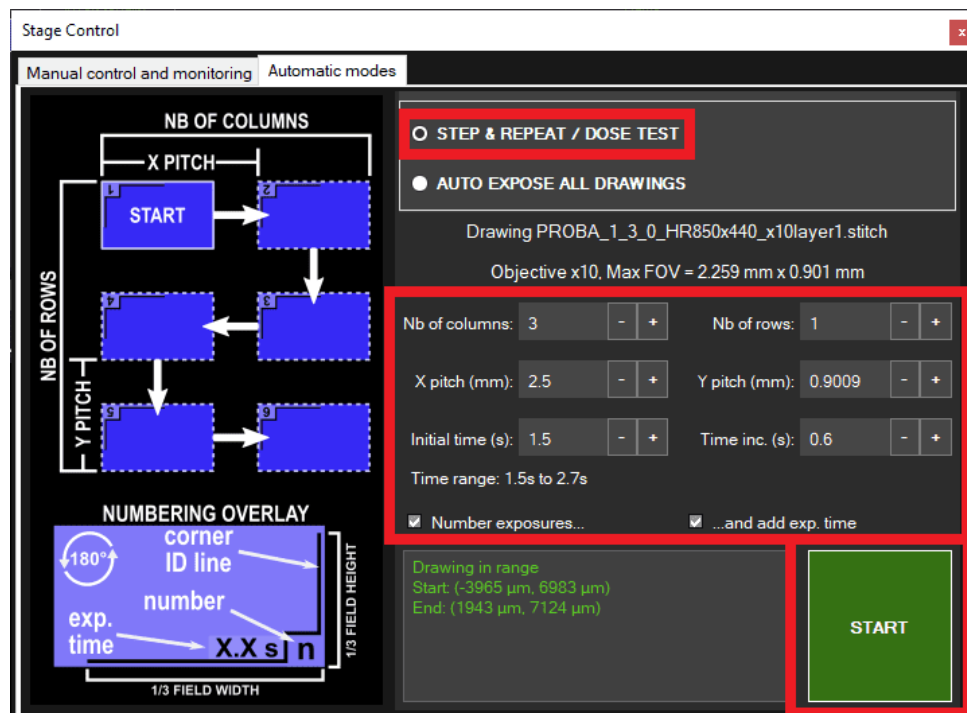 Stage Control
x
Manual control and monitoring
Automatic modes
NB OF COLUMNS
X PITCH
1
START
2
4
3
5
6
NB OF ROWS
Y PITCH
NUMBERING OVERLAY
180°
corner
ID line
number
exp.
time
X.X s
n
1/3 FIELD HEIGHT
1/3 FIELD WIDTH
STEP & REPEAT / DOSE TEST
AUTO EXPOSE ALL DRAWINGS
Drawing PROBA_1_3_0_HR850x440_x10layer1.stitch
Objective x10, Max FOV = 2.259 mm x 0.901 mm
Nb of columns: 3 - + Nb of rows: 1 - +
X pitch (mm): 2.5 - + Y pitch (mm): 0.9009 - +
Initial time (s): 1.5 - + Time inc. (s): 0.6 - +
Time range: 1.5s to 2.7s
Number exposures... ...and add exp. time
Drawing in range
Start: (-3965 µm, 6983 µm)
End: (1943 µm, 7124 µm)
START